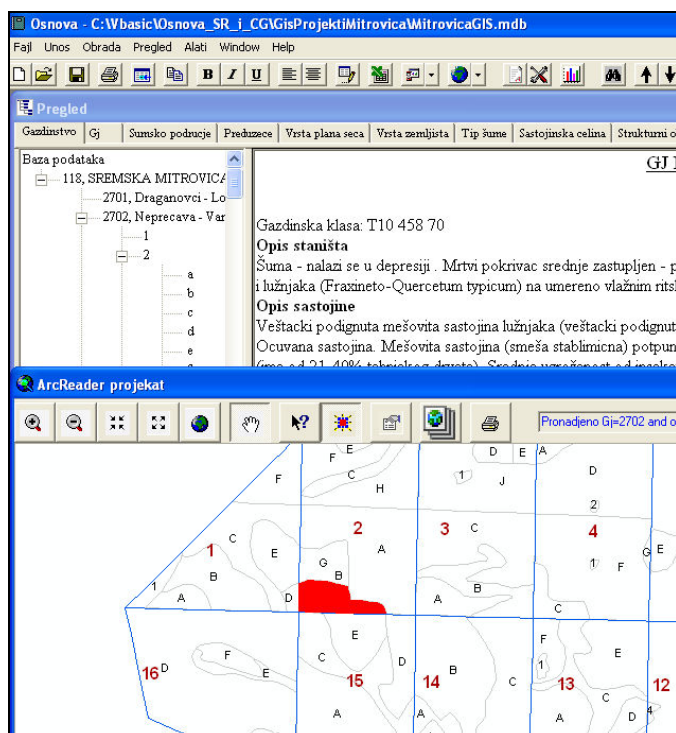 Osnova - C:\Vbasic\Osnova_SR_i_CG\GisProjektiMitrovica\MitrovicaGIS.mdb
Fajl Unos Obrada Pregled Alati Window Help
B I U
Pregled
Gazdinstvo Gj Sumsko podrucje Preduzece Vrsta plana seca Vrsta zemljista Tip šume Sastojinska celina Strukturni o
Baza podataka
118, SREMSKA MITROVICA
2701, Draganovci - Lo
2702, Neprecava - Var
1
2
a
b
c
d
e
GJ
Gazdinska klasa: T10 458 70
Opis staništa
Šuma - nalazi se u depresiji . Mrtvi pokrivac srednje zastupljen - p
i lužnjaka (Fraxineto-Quercetum typicum) na umereno vlažnim ritsk
Opis sastojine
Veštacki podignuta mešovita sastojina lužnjaka (veštacki podignut
Ocuvana sastojina. Mešovita sastojina (smeša stablimicna) potpun
ArcReader projekat
Pronadjeno Gj=2702 and o
F E D E A
F C H 1 J D
2
1 C 2 3 C 4
E G A G E
B B 1 F
1 A D A B C
E F
16 D F E C D B 1 E
15 14 C 13 12
C
A A A D 4